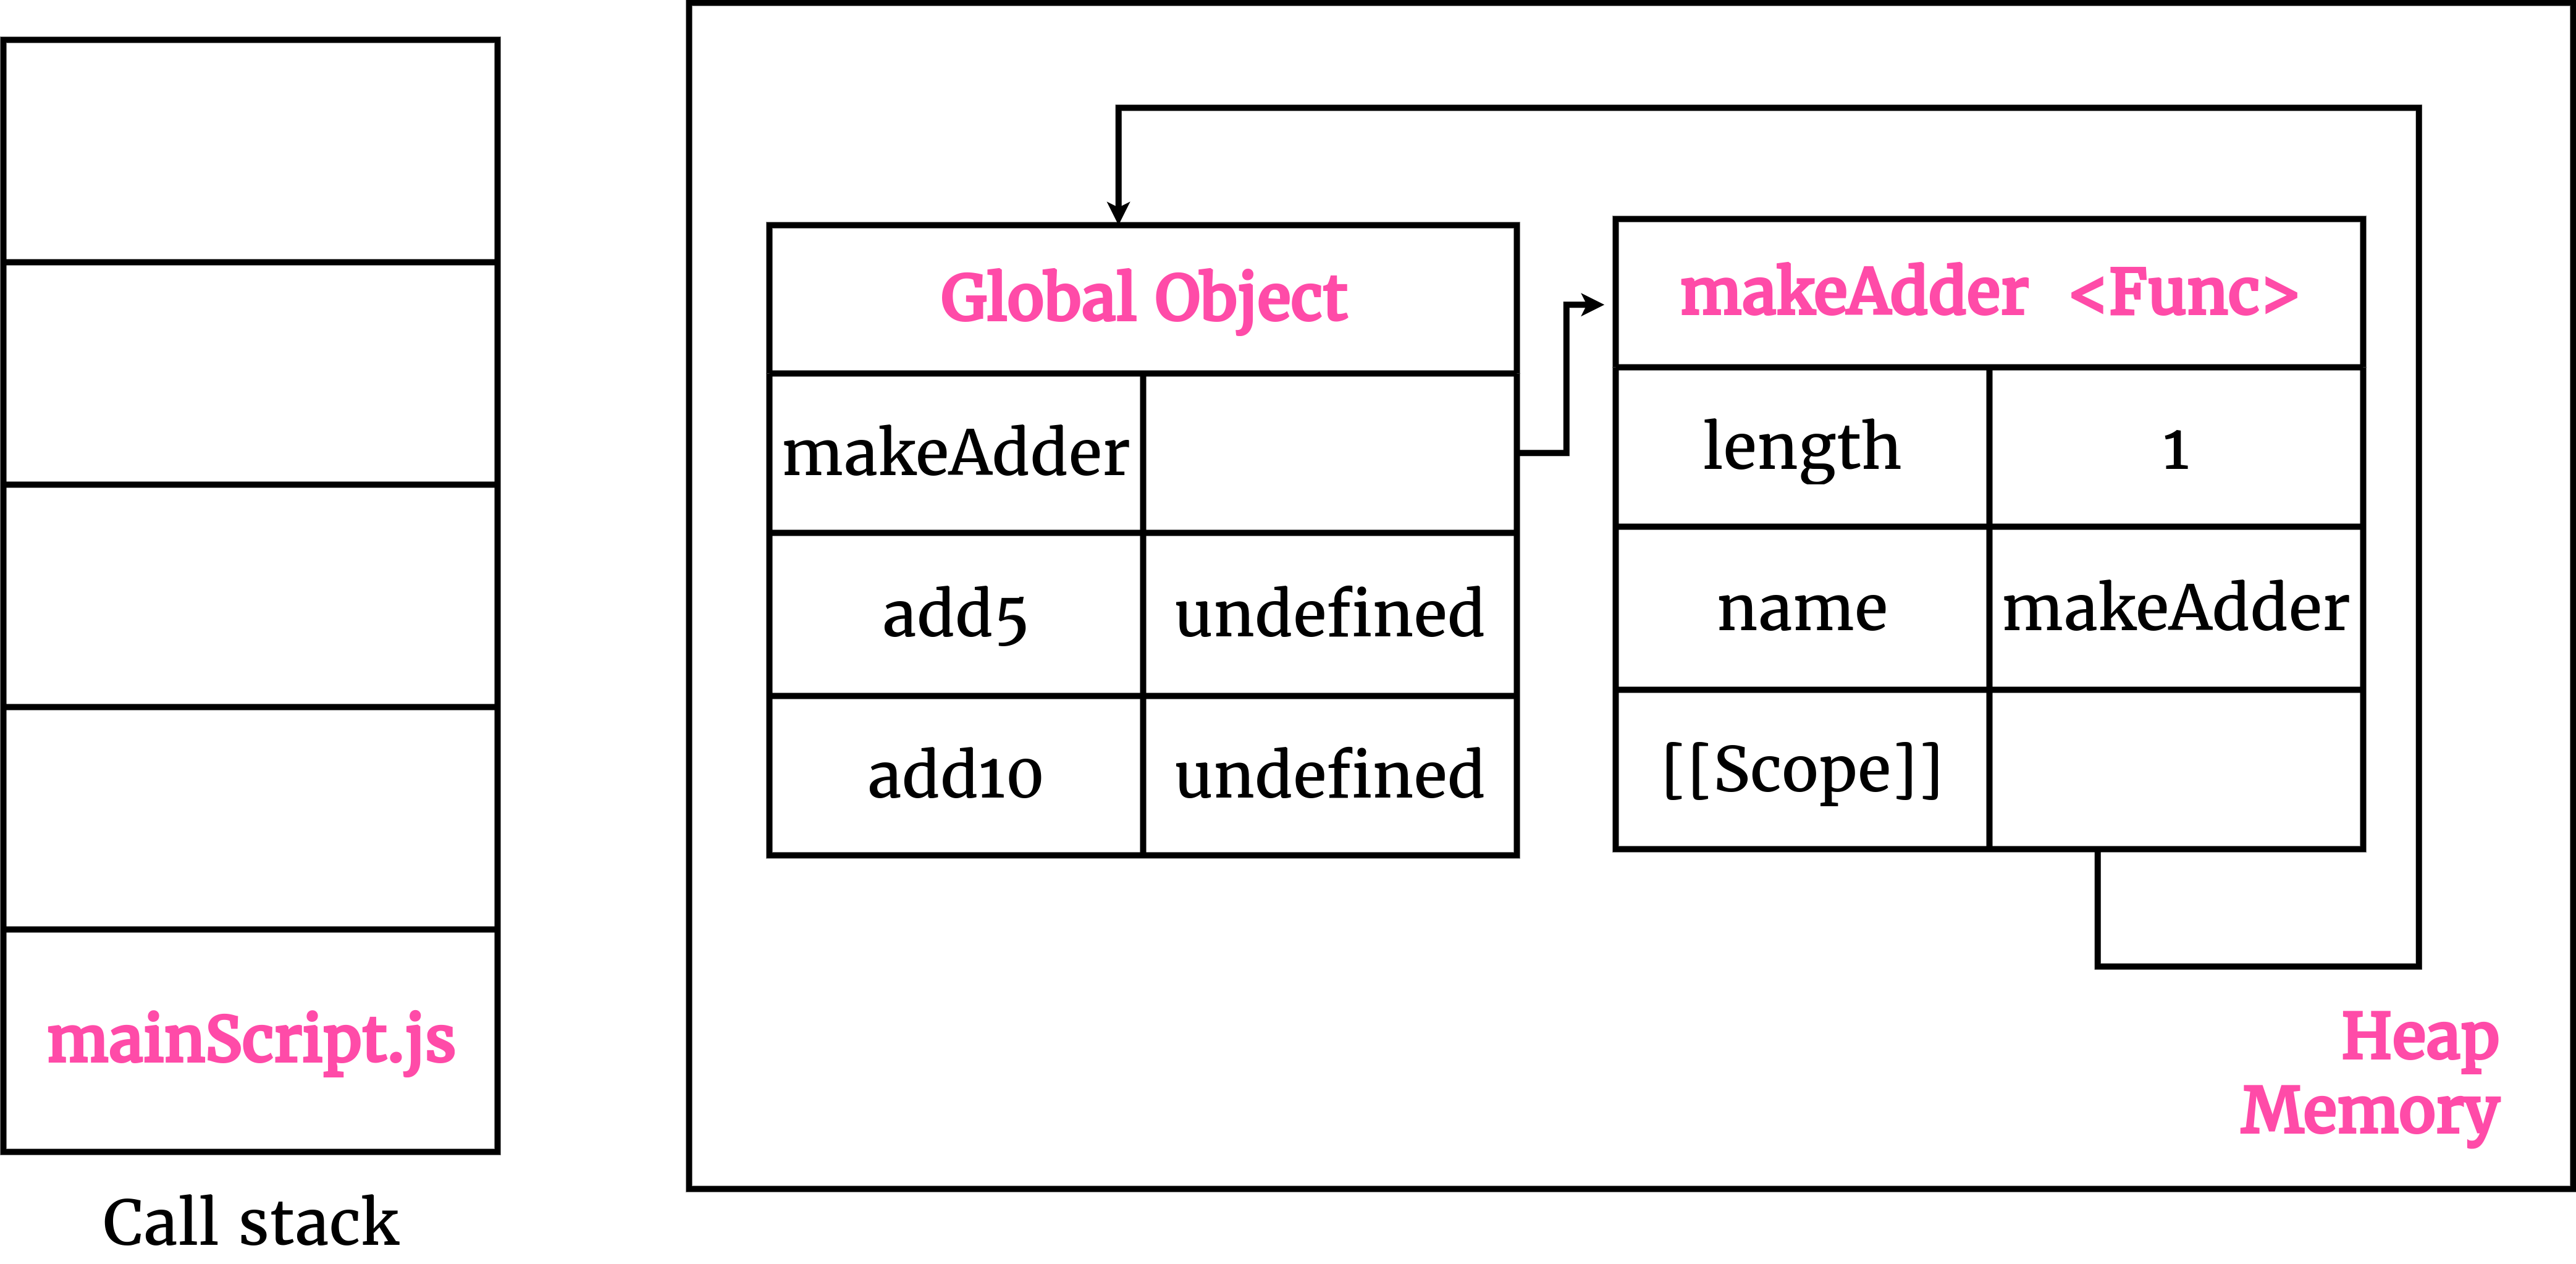 mainScript.js
Call stack
Global Object
makeAdder
add5 undefined
add10 undefined
makeAdder <Func>
length 1
name makeAdder
[[Scope]]
Heap
Memory